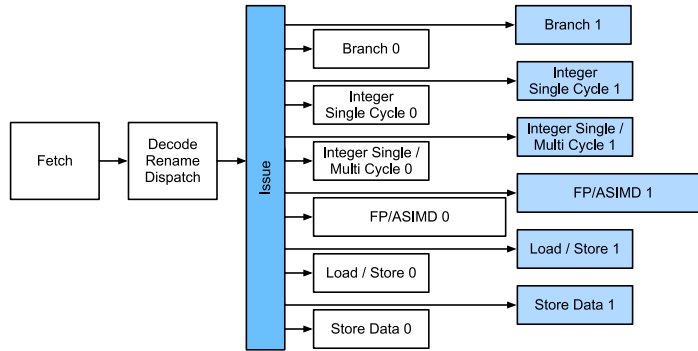 Branch 1
Branch 0
Integer
Single Cycle 1
Integer
Single Cycle 0
Integer Single /
Multi Cycle 1
Fetch
Decode
Rename
Dispatch
Issue
Integer Single /
Multi Cycle 0
FP/ASIMD 1
FP/ASIMD 0
Load / Store 1
Load / Store 0
Store Data 1
Store Data 0